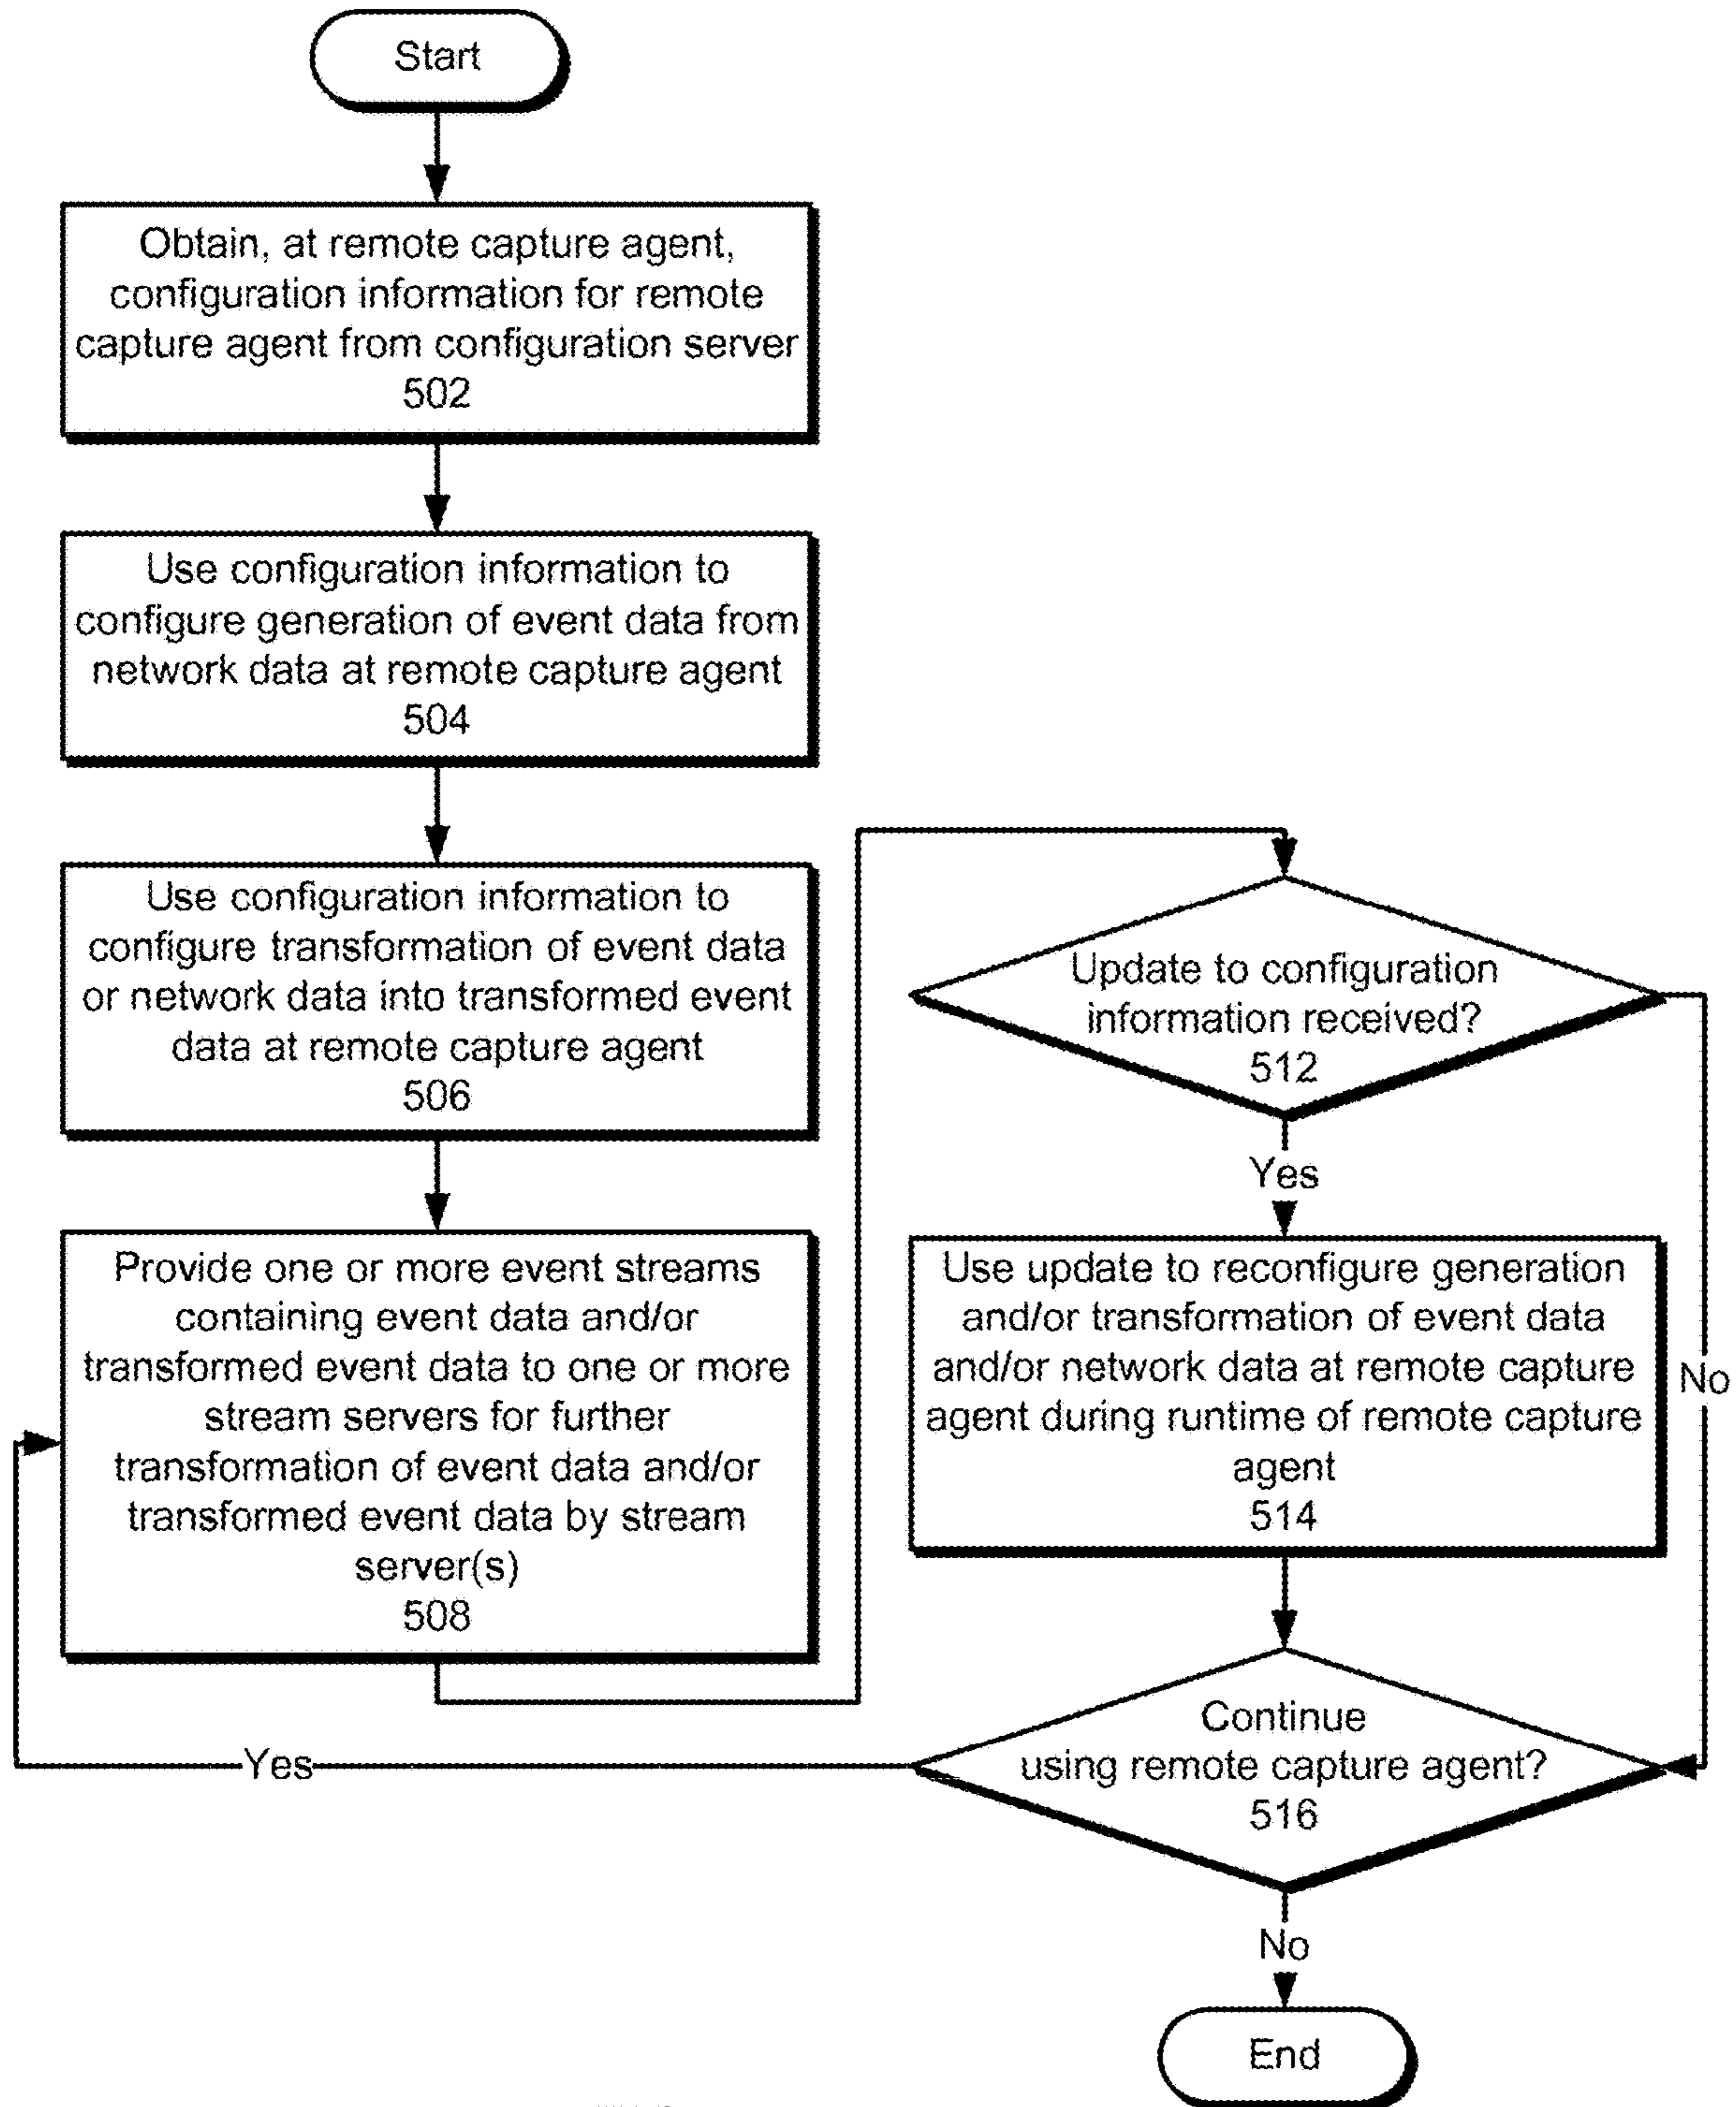 Start
Obtain, at remote capture agent,
configuration information for remote
capture agent from configuration server
502
Use configuration information to
configure generation of event data from
network data at remote capture agent
504
Use configuration information to
configure transformation of event data
or network data into transformed event
data at remote capture agent
506
Provide one or more event streams
containing event data and/or
transformed event data to one or more
stream servers for further
transformation of event data and/or
transformed event data by stream
server(s)
508
Update to configuration
information received?
512
Yes
No
Use update to reconfigure generation
and/or transformation of event data
and/or network data at remote capture
agent during runtime of remote capture
agent
514
Continue
using remote capture agent?
516
Yes
No
End